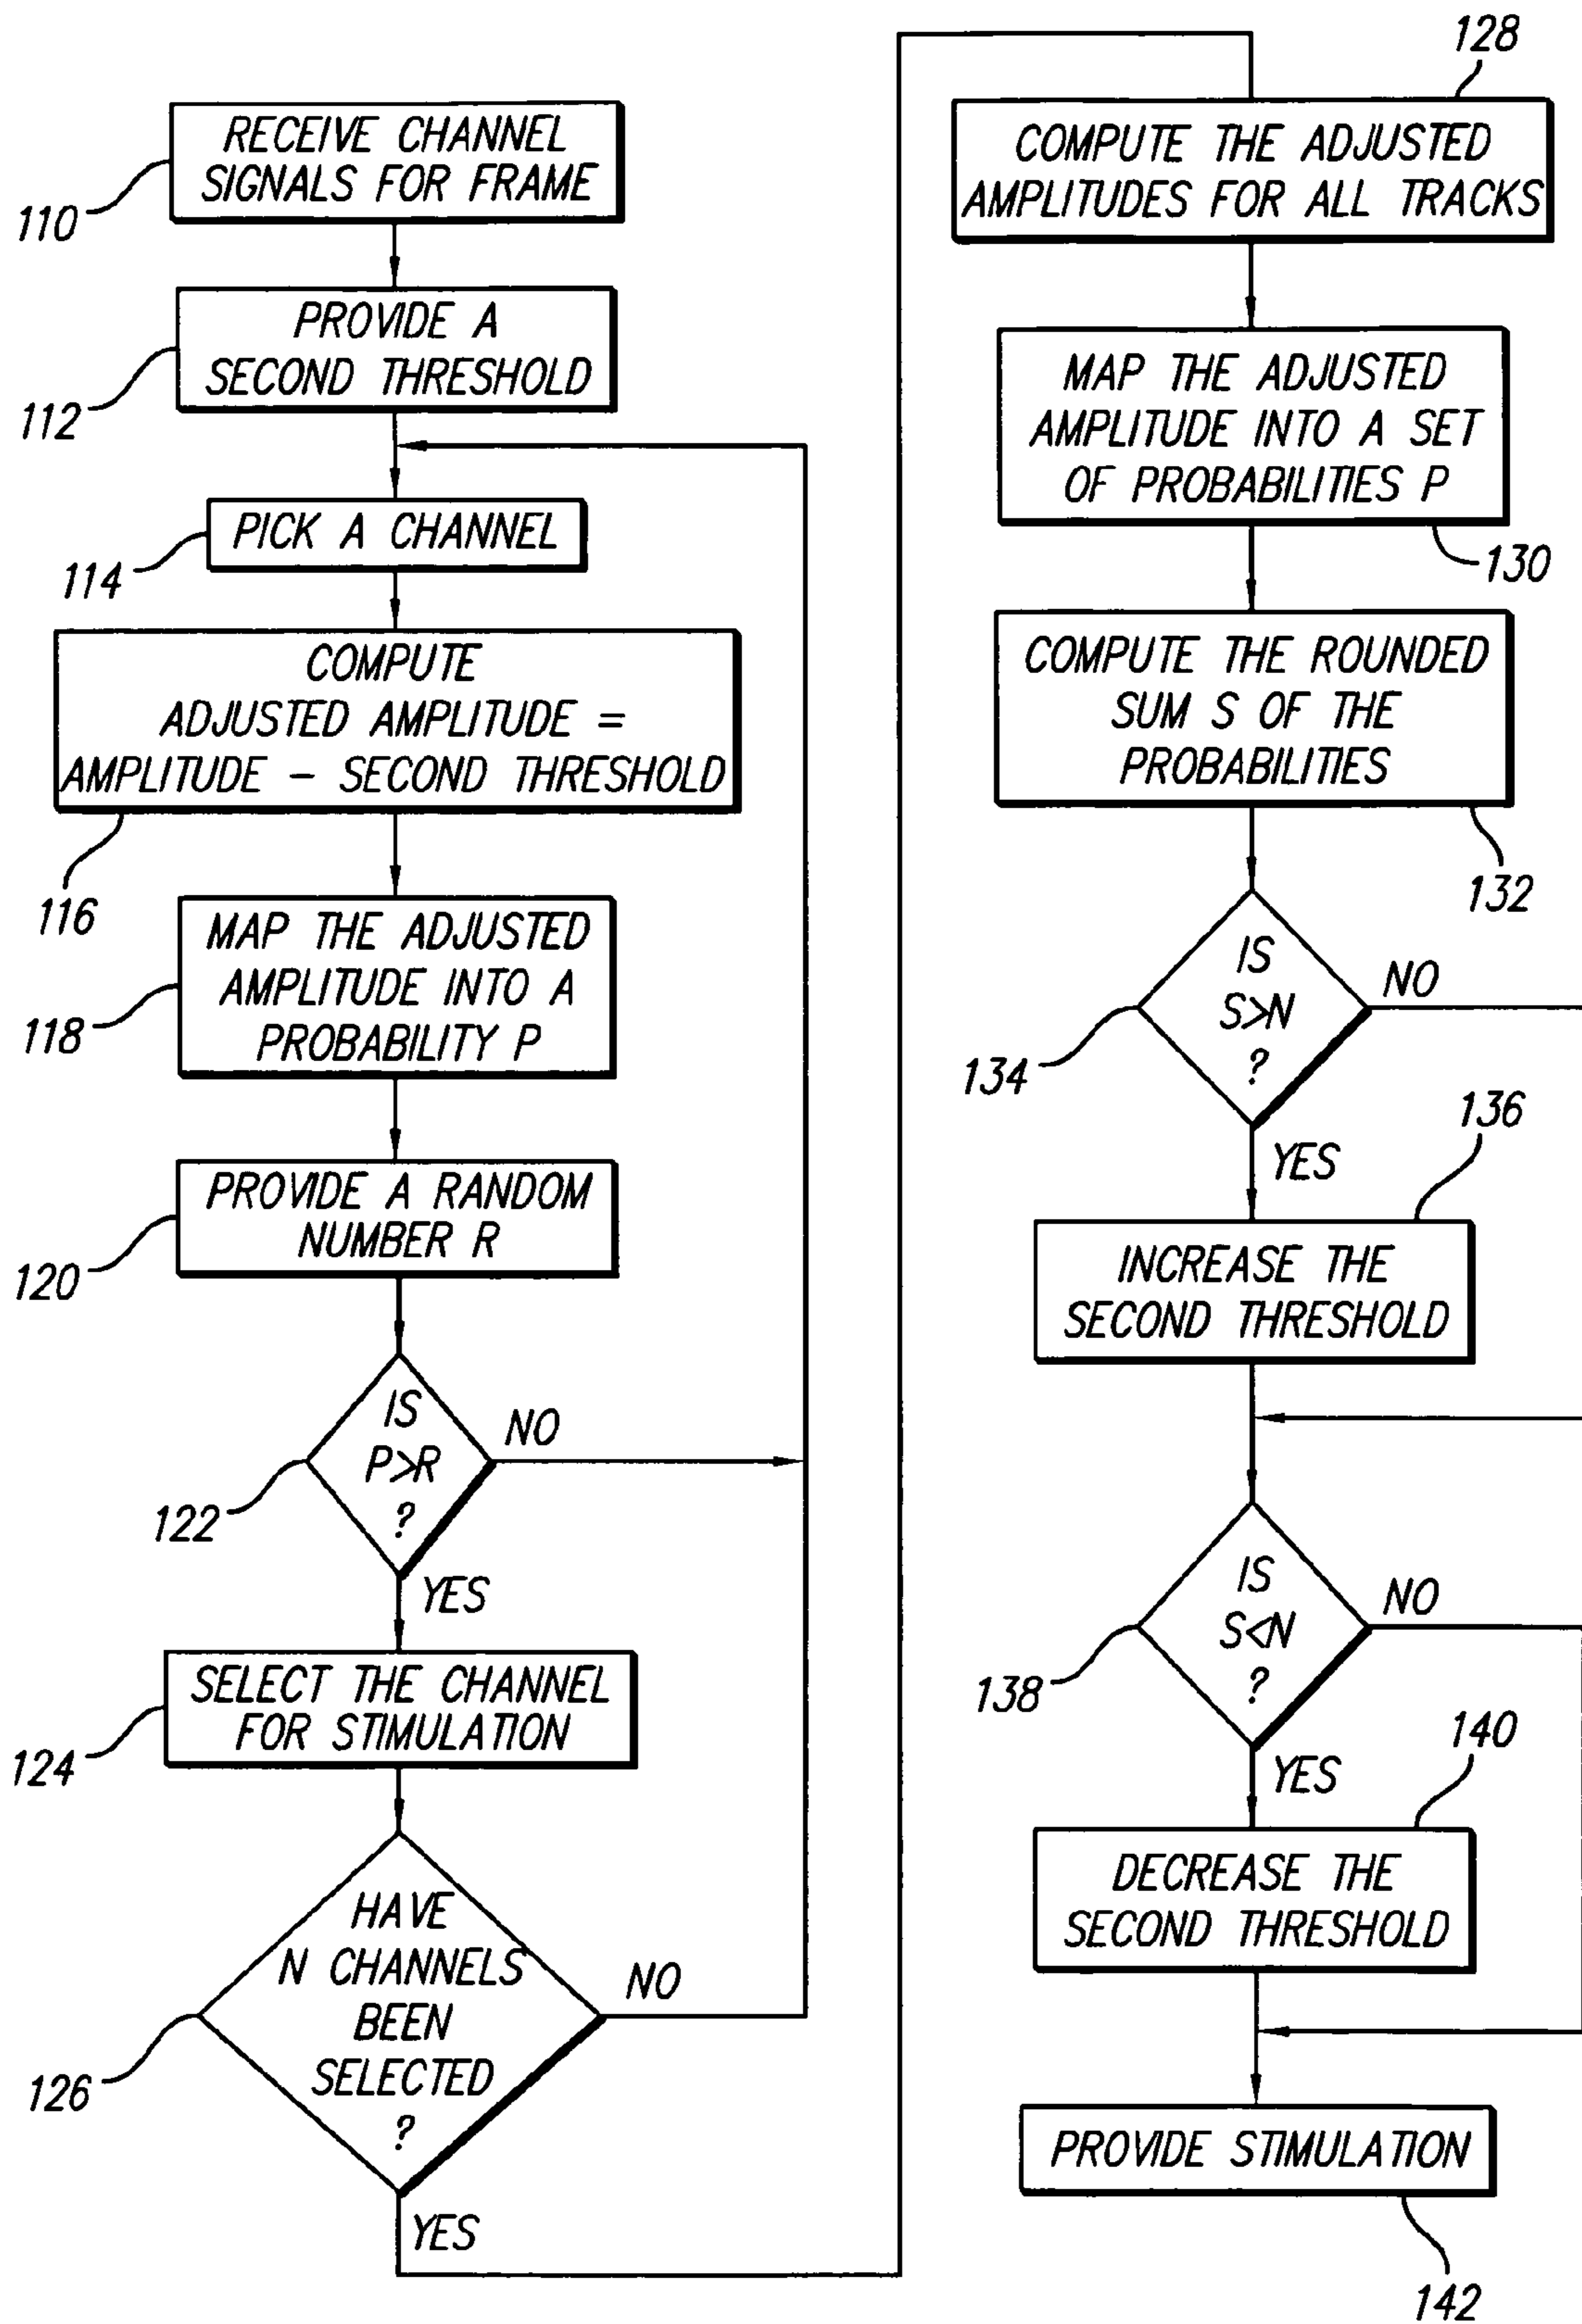 RECEIVE CHANNEL
SIGNALS FOR FRAME
110
PROVIDE A
SECOND THRESHOLD
112
PICK A CHANNEL
114
COMPUTE
ADJUSTED AMPLITUDE =
AMPLITUDE - SECOND THRESHOLD
116
MAP THE ADJUSTED
AMPLITUDE INTO A
PROBABILITY P
118
PROVIDE A RANDOM
NUMBER R
120
IS
P>R
?
NO
122
YES
SELECT THE CHANNEL
FOR STIMULATION
124
HAVE
N CHANNELS
BEEN
SELECTED
?
NO
126
YES
128
COMPUTE THE ADJUSTED
AMPLITUDES FOR ALL TRACKS
MAP THE ADJUSTED
AMPLITUDE INTO A SET
OF PROBABILITIES P
130
COMPUTE THE ROUNDED
SUM S OF THE
PROBABILITIES
132
IS
S>N
?
NO
134
YES
136
INCREASE THE
SECOND THRESHOLD
IS
S<N
?
NO
138
YES
140
DECREASE THE
SECOND THRESHOLD
PROVIDE STIMULATION
142